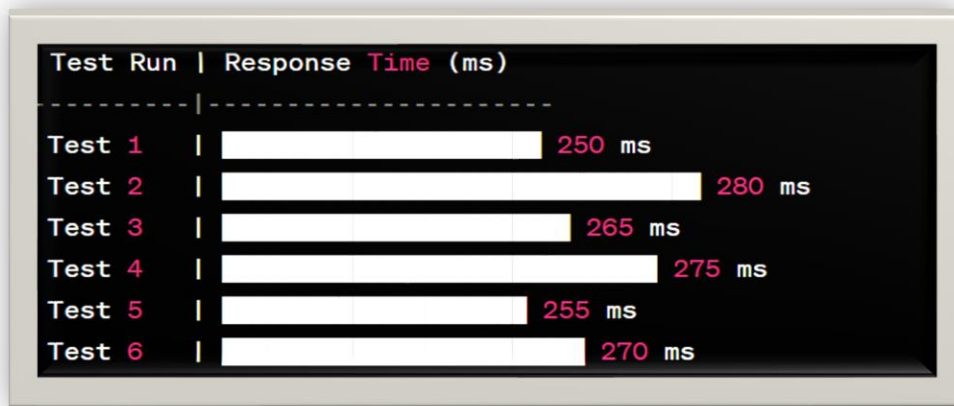 Test Run | Response Time (ms)
----------|----------------------
Test 1 | 250 ms
Test 2 | 280 ms
Test 3 | 265 ms
Test 4 | 275 ms
Test 5 | 255 ms
Test 6 | 270 ms